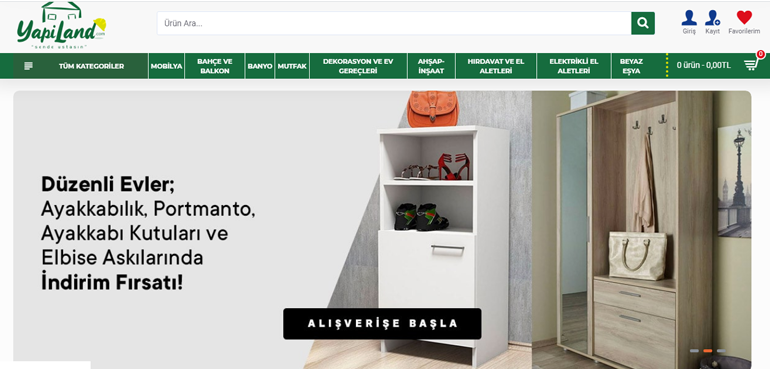 YapiLand
"sende ustasın"
Ürün Ara...
Giriş
Kayıt
Favorilerim
TÜM KATEGORİLER
MOBİLYA
BAHÇE VE
BALKON
BANYO
MUTFAK
DEKORASYON VE EV
GEREÇLERİ
AHŞAP-
İNŞAAT
HIRDAVAT VE EL
ALETLERİ
ELEKTRİKLİ EL
ALETLERİ
BEYAZ
EŞYA
0 ürün - 0,00TL
0
Düzenli Evler;
Ayakkabılık, Portmanto,
Ayakkabı Kutuları ve
Elbise Askılarında
İndirim Fırsatı!
ALIŞVERİŞE BAŞLA